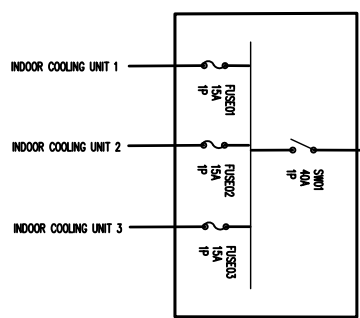 INDOOR COOLING UNIT 1
FUSE01
15A
1P
INDOOR COOLING UNIT 2
FUSE02
15A
1P
SW01
40A
1P
INDOOR COOLING UNIT 3
FUSE03
15A
1P